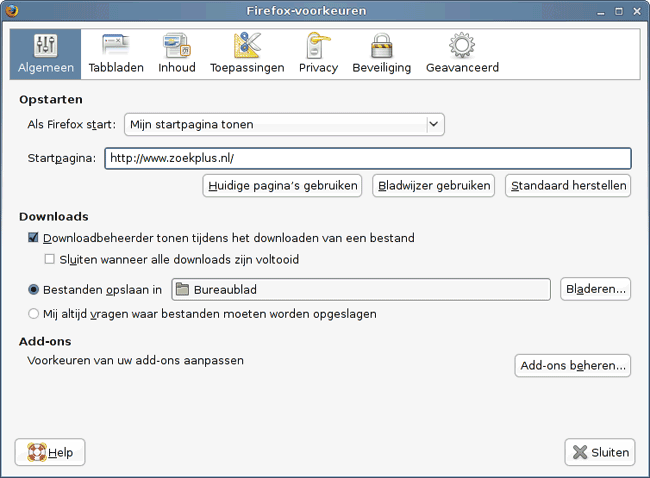 Firefox-voorkeuren
Algemeen Tabbladen Inhoud Toepassingen Privacy Beveiliging Geavanceerd
Opstarten
Als Firefox start: Mijn startpagina tonen
Startpagina: http://www.zoekplus.nl/
Huidige pagina's gebruiken Bladwijzer gebruiken Standaard herstellen
Downloads
Downloadbeheerder tonen tijdens het downloaden van een bestand
Sluiten wanneer alle downloads zijn voltooid
Bestanden opslaan in Bureaublad Bladeren...
Mij altijd vragen waar bestanden moeten worden opgeslagen
Add-ons
Voorkeuren van uw add-ons aanpassen
Add-ons beheren...
Help Sluiten